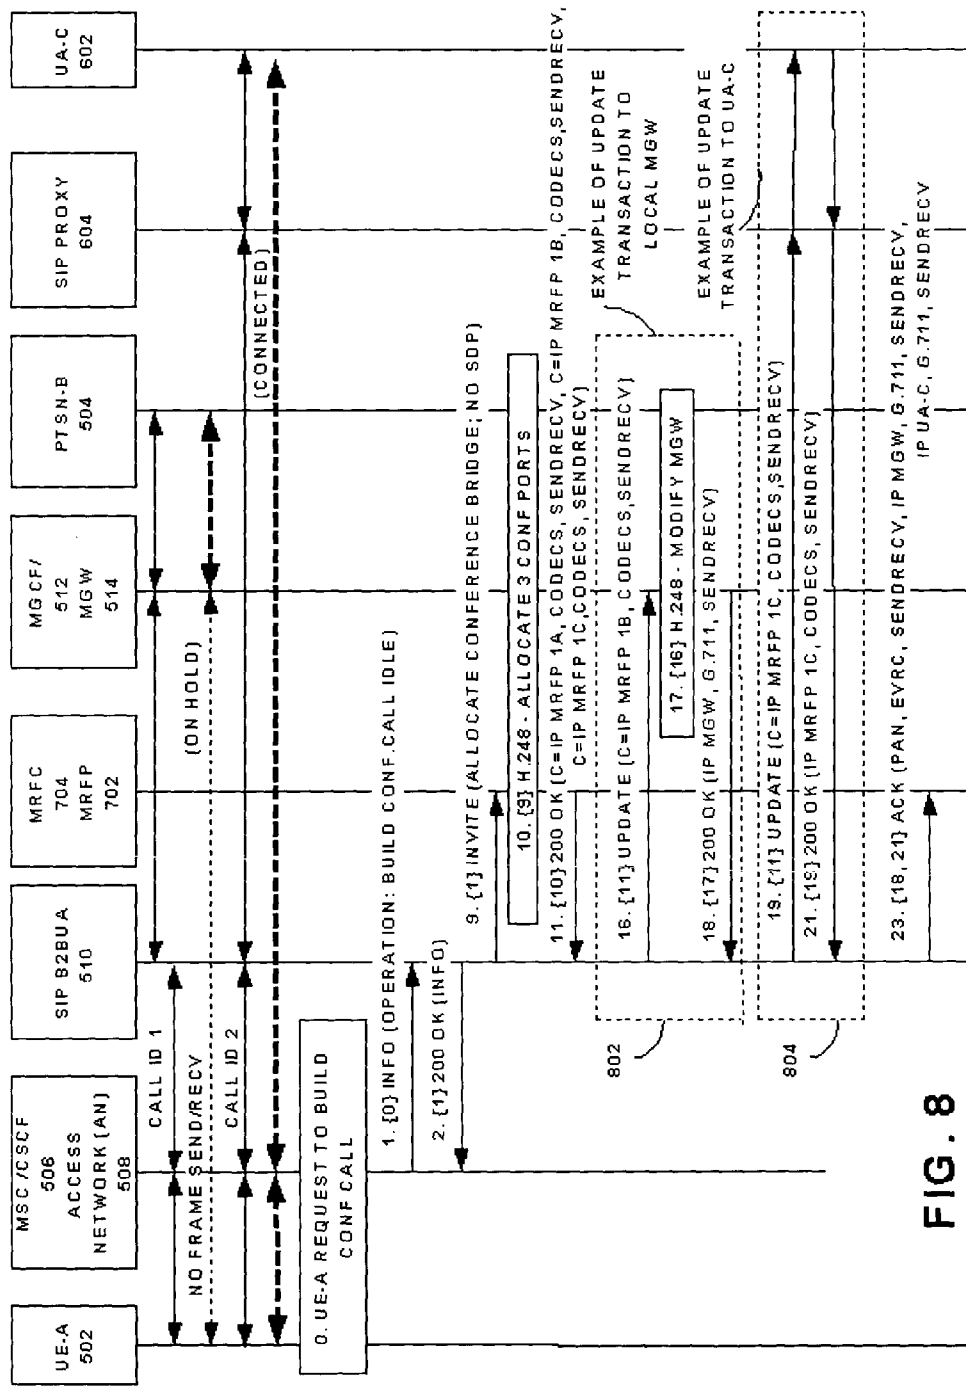 UE-A
502
MSC/CSCF
506
ACCESS
NETWORK (AN)
508
SIP B2BUA
510
MRFC
704
MRFP
702
MGCF/
512
MGW
514
PTSN-B
504
SIP PROXY
604
UA-C
602
CALL ID 1
NO FRAME SEND/RECV
(ON HOLD)
CALL ID 2
(CONNECTED)
0. UE-A REQUEST TO BUILD
CONF CALL
1. {0} INFO (OPERATION: BUILD CONF.CALL IDLE)
2. {1} 200 OK (INFO)
9. {1} INVITE (ALLOCATE CONFERENCE BRIDGE; NO SDP)
10. {9} H.248 - ALLOCATE 3 CONF PORTS
11. {10} 200 OK (C=IP MRFP 1A, CODECS, SENDRECV, C=IP MRFP 1B, CODECS,SENDRECV,
C=IP MRFP 1C,CODECS, SENDRECV)
EXAMPLE OF UPDATE
TRANSACTION TO
LOCAL MGW
16. {11} UPDATE (C=IP MRFP 1B, CODECS,SENDRECV)
17. {16} H.248 - MODIFY MGW
18. {17} 200 OK (IP MGW, G.711, SENDRECV)
802
EXAMPLE OF UPDATE
TRANSACTION TO UA-C
19. {11} UPDATE (C=IP MRFP 1C, CODECS,SENDRECV)
21. {19} 200 OK (IP MRFP 1C, CODECS, SENDRECV)
804
23. {18, 21} ACK (PAN, EVRC, SENDRECV, IP MGW, G.711, SENDRECV,
IP UA-C, G.711, SENDRECV
FIG. 8